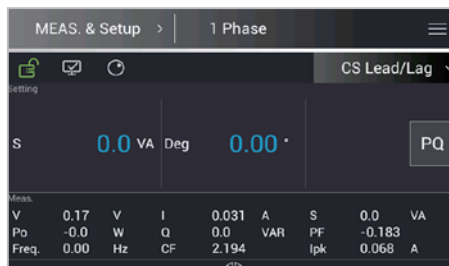 MEAS. & Setup > 1 Phase
CS Lead/Lag
Setting
S 0.0 VA Deg 0.00 °
PQ
Meas.
V 0.17 V I 0.031 A S 0.0 VA
Po -0.0 W Q 0.0 VAR PF -0.183
Freq. 0.00 Hz CF 2.194 Ipk 0.068 A